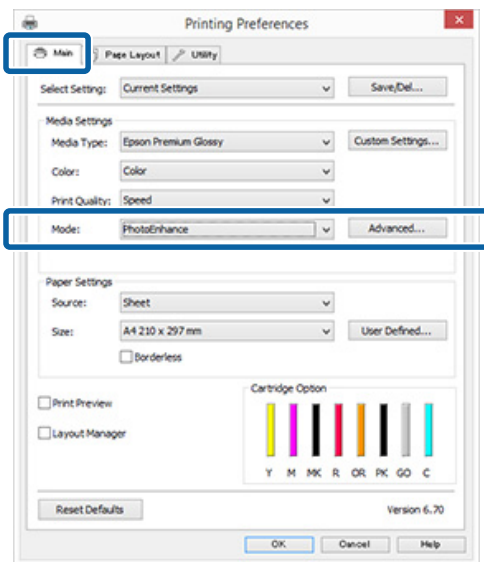 Printing Preferences
Main Page Layout Utility
Select Setting: Current Settings Save/Del...
Media Settings
Media Type: Epson Premium Glossy Custom Settings...
Color: Color
Print Quality: Speed
Mode: PhotoEnhance Advanced...
Paper Settings
Source: Sheet
Size: A4 210 x 297 mm User Defined...
Borderless
Cartridge Option
Print Preview
Layout Manager
Y M MK R OR PK GO C
Reset Defaults Version 6.70
OK Cancel Help